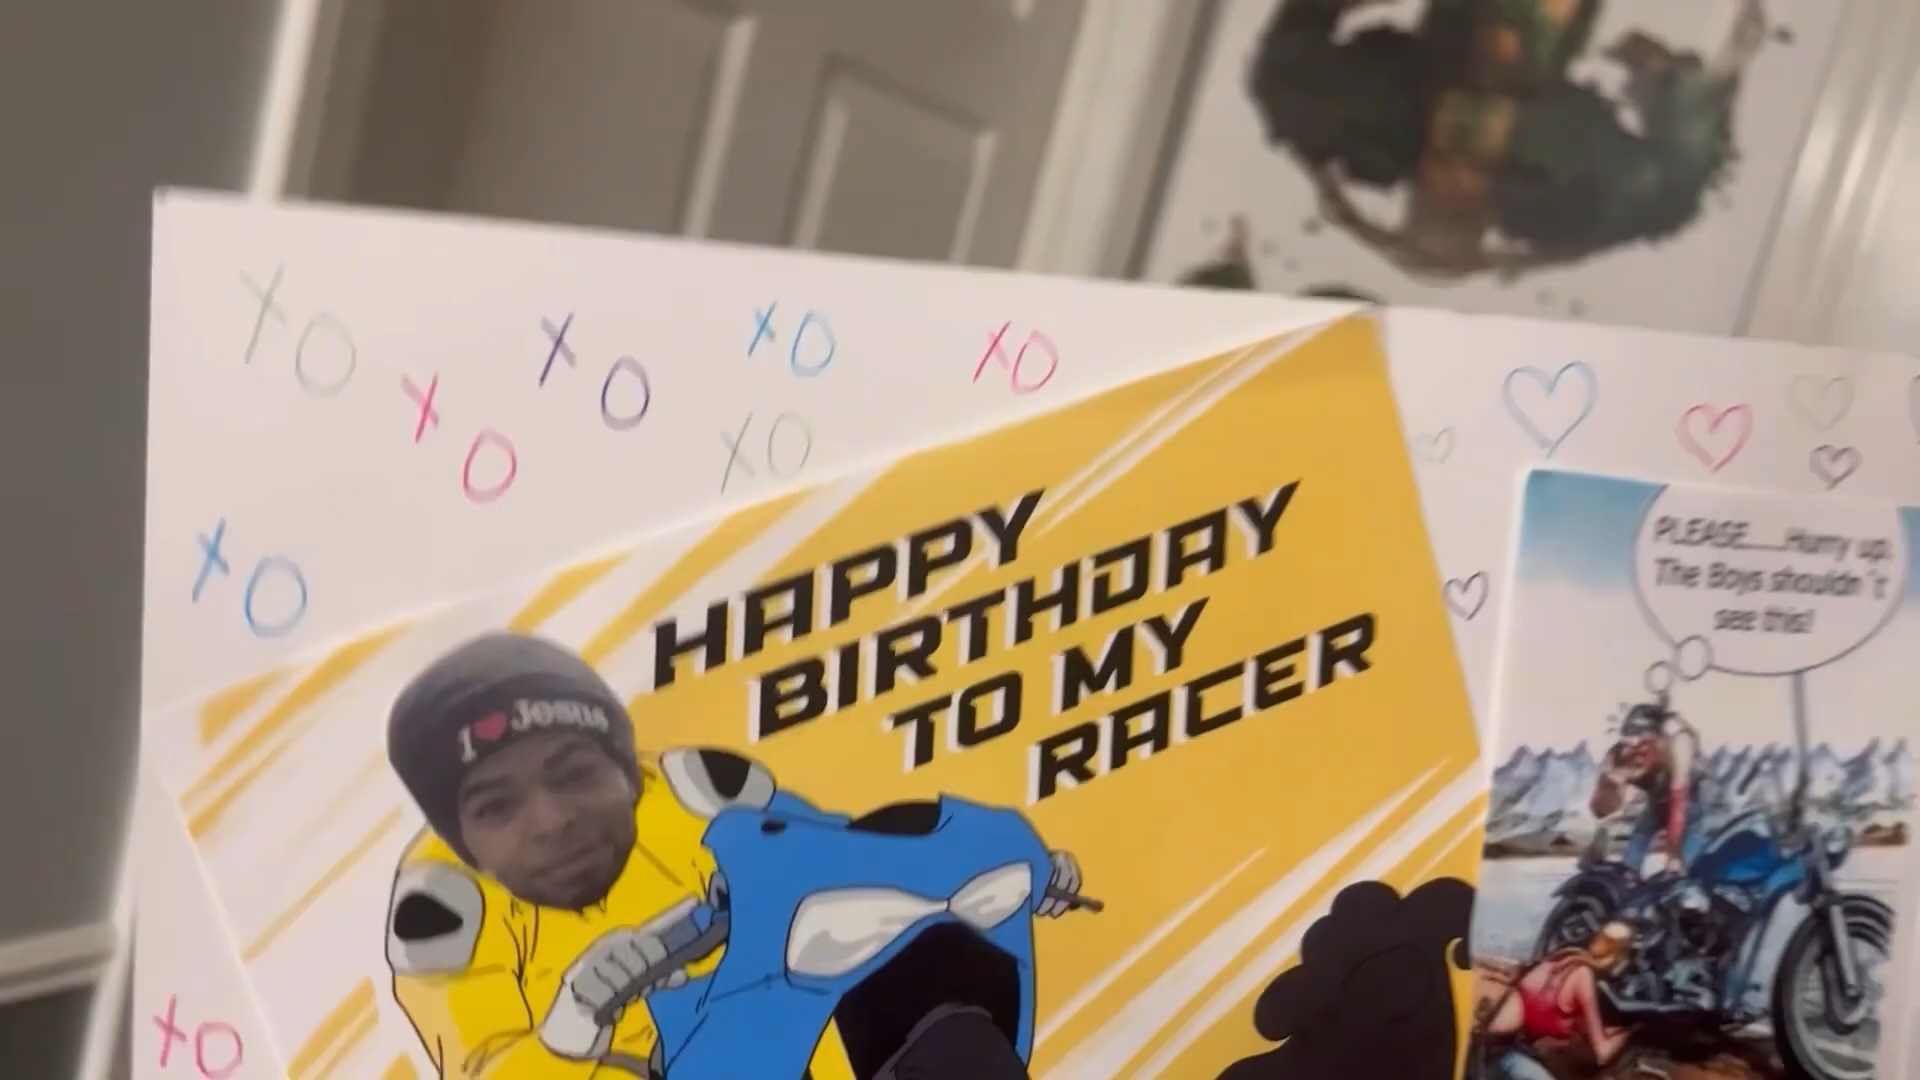 XO
XO
XO
XO
XO
XO
XO
XO
HAPPY
BIRTHDAY
TO MY
RACER
I ❤ Jesus
PLEASE.....Hurry up.
The Boys shouldn't
see this!